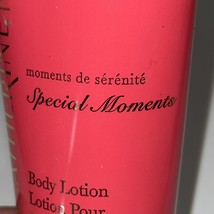 moments de sérénité
Special Moments
Body Lotion
Lotion Pour